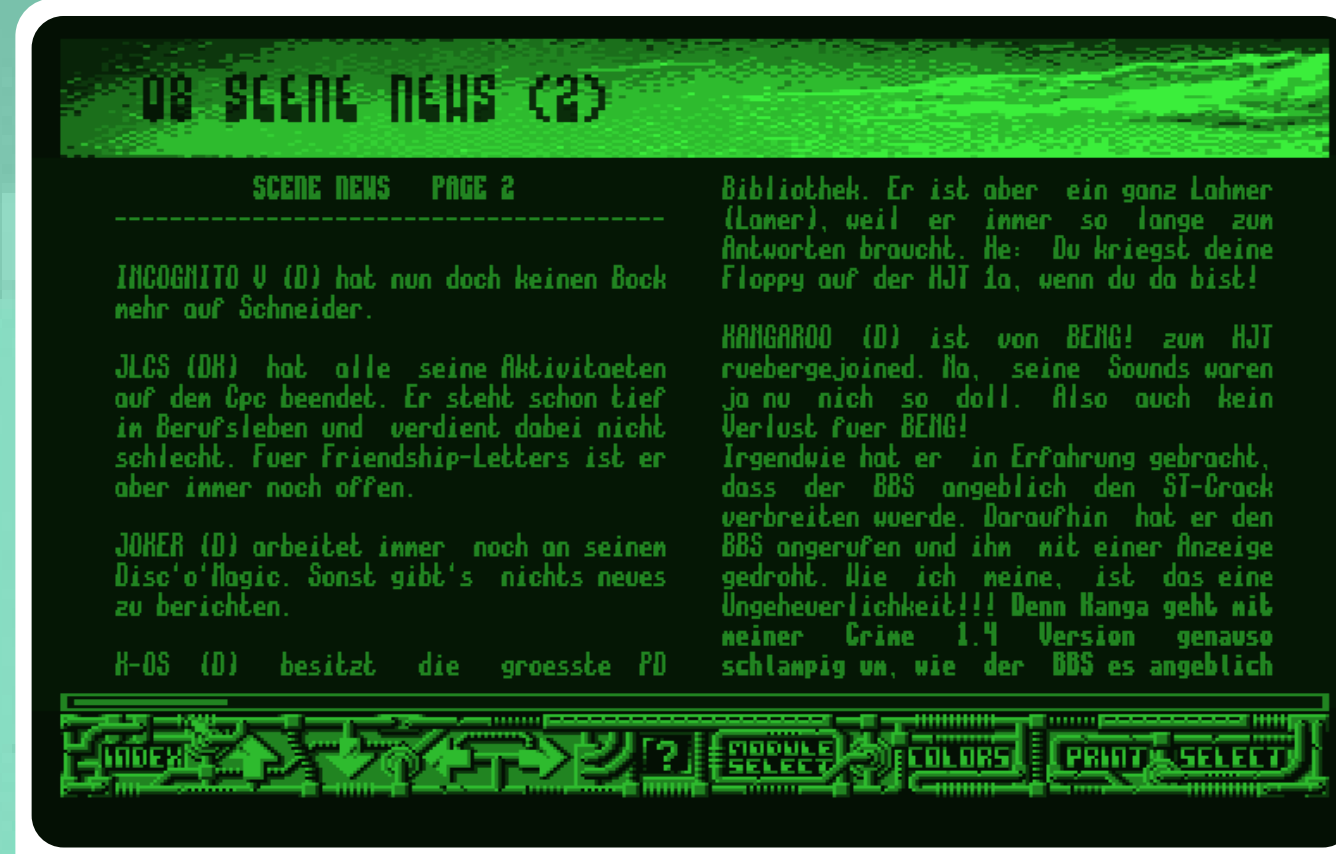 08 SCENE NEWS (2)
SCENE NEWS PAGE 2
----------------------------------------
INCOGNITO V (D) hat nun doch keinen Bock
mehr auf Schneider.
JLCS (DK) hat alle seine Aktivitaeten
auf dem Cpc beendet. Er steht schon tief
im Berufsleben und verdient dabei nicht
schlecht. Fuer Friendship-Letters ist er
aber immer noch offen.
JOKER (D) arbeitet immer noch an seinem
Disc'o'Magic. Sonst gibt's nichts neues
zu berichten.
K-OS (D) besitzt die groesste PD
Bibliothek. Er ist aber ein ganz Lahmer
(Lamer), weil er immer so lange zum
Antworten braucht. He: Du kriegst deine
Floppy auf der HJT 1a, wenn du da bist!
KANGAROO (D) ist von BENG! zum HJT
ruebergejoined. Na, seine Sounds waren
ja nu nich so doll. Also auch kein
Verlust fuer BENG!
Irgendwie hat er in Erfahrung gebracht,
dass der BBS angeblich den ST-Crack
verbreiten wuerde. Daraufhin hat er den
BBS angerufen und ihm mit einer Anzeige
gedroht. Wie ich meine, ist das eine
Ungeheuerlichkeit!!! Denn Kanga geht mit
meiner Crime 1.4 Version genauso
schlampig um, wie der BBS es angeblich
INDEX ? MODULE SELECT COLORS PRINT SELECT